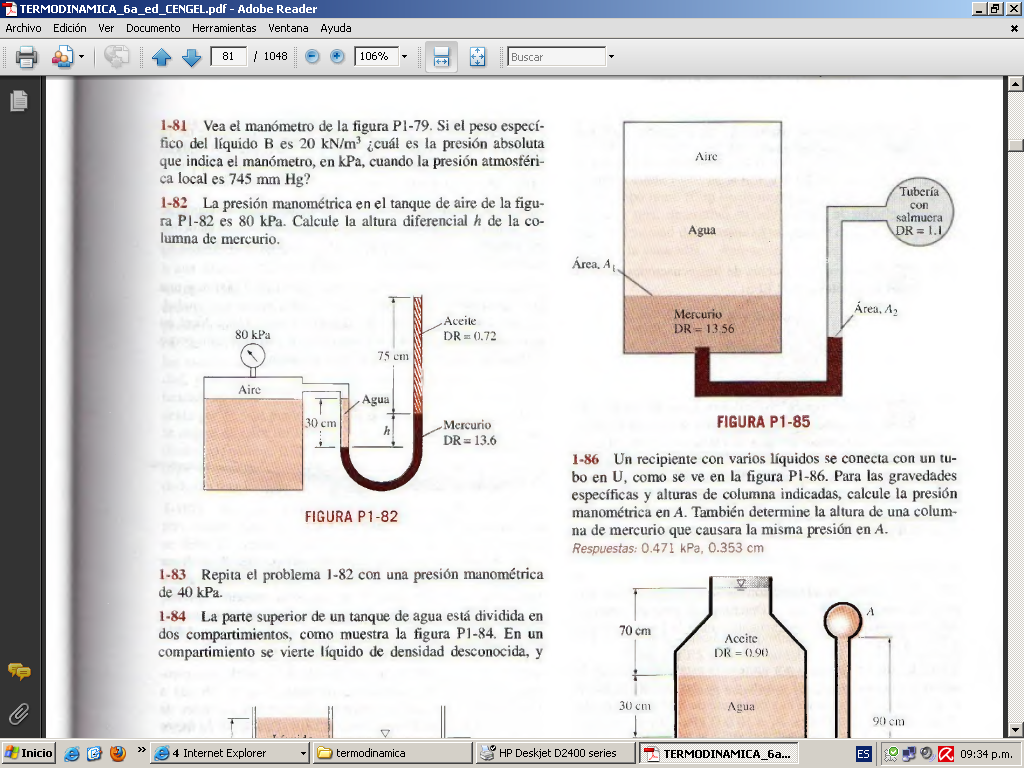 TERMODINAMICA_6a_ed_CENGEL.pdf - Adobe Reader
Archivo Edición Ver Documento Herramientas Ventana Ayuda
81 / 1048 106% Buscar
1-81 Vea el manómetro de la figura P1-79. Si el peso especí-
fico del líquido B es 20 kN/m³ ¿cuál es la presión absoluta
que indica el manómetro, en kPa, cuando la presión atmosféri-
ca local es 745 mm Hg?
1-82 La presión manométrica en el tanque de aire de la figu-
ra P1-82 es 80 kPa. Calcule la altura diferencial h de la co-
lumna de mercurio.
80 kPa
Aire
30 cm
Agua
75 cm
h
Aceite
DR = 0.72
Mercurio
DR = 13.6
FIGURA P1-82
1-83 Repita el problema 1-82 con una presión manométrica
de 40 kPa.
1-84 La parte superior de un tanque de agua está dividida en
dos compartimientos, como muestra la figura P1-84. En un
compartimiento se vierte líquido de densidad desconocida, y
Aire
Agua
Área, A1
Mercurio
DR = 13.56
Tubería
con
salmuera
DR = 1.1
Área, A2
FIGURA P1-85
1-86 Un recipiente con varios líquidos se conecta con un tu-
bo en U, como se ve en la figura P1-86. Para las gravedades
específicas y alturas de columna indicadas, calcule la presión
manométrica en A. También determine la altura de una colum-
na de mercurio que causara la misma presión en A.
Respuestas: 0.471 kPa, 0.353 cm
70 cm
Aceite
DR = 0.90
30 cm
Agua
A
90 cm
Inicio » 4 Internet Explorer termodinamica HP Deskjet D2400 series TERMODINAMICA_6a... ES 09:34 p.m.